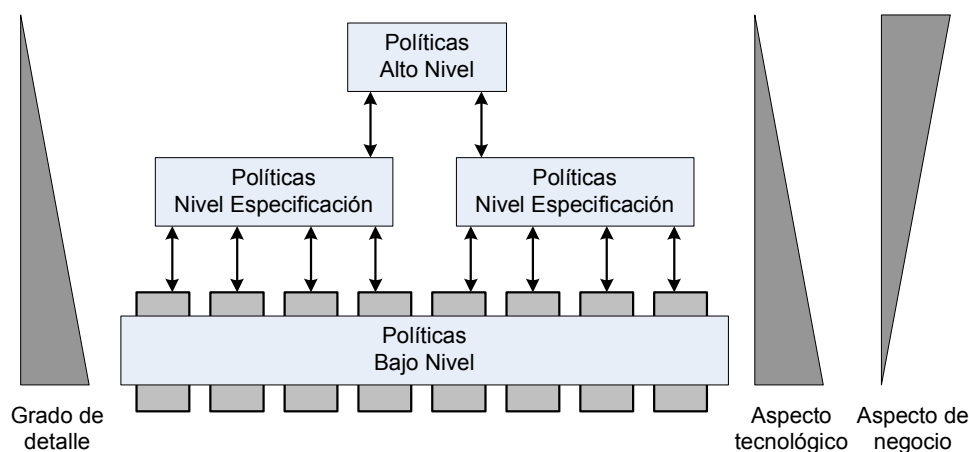 Políticas
Alto Nivel
Políticas
Nivel Especificación
Políticas
Nivel Especificación
Políticas
Bajo Nivel
Grado de
detalle
Aspecto
tecnológico
Aspecto de
negocio